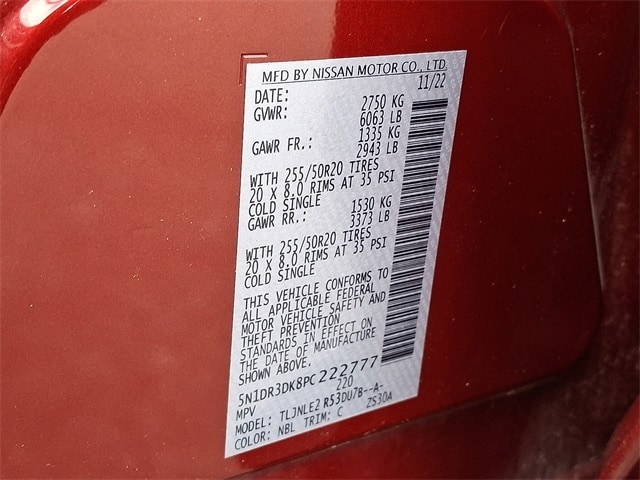 MFD BY NISSAN MOTOR CO., LTD.
DATE: 11/22
GVWR: 2750 KG
6063 LB
GAWR FR.: 1335 KG
2943 LB
WITH 255/50R20 TIRES
20 X 8.0 RIMS AT 35 PSI
COLD SINGLE
GAWR RR.: 1530 KG
3373 LB
WITH 255/50R20 TIRES
20 X 8.0 RIMS AT 35 PSI
COLD SINGLE
THIS VEHICLE CONFORMS TO
ALL APPLICABLE FEDERAL
MOTOR VEHICLE SAFETY AND
THEFT PREVENTION
STANDARDS IN EFFECT ON
THE DATE OF MANUFACTURE
SHOWN ABOVE.
5N1DR3DK8PC222777
MPV 220
MODEL: TLJNLE2 R53DU7B--A-
COLOR: NBL TRIM: C ZS30A